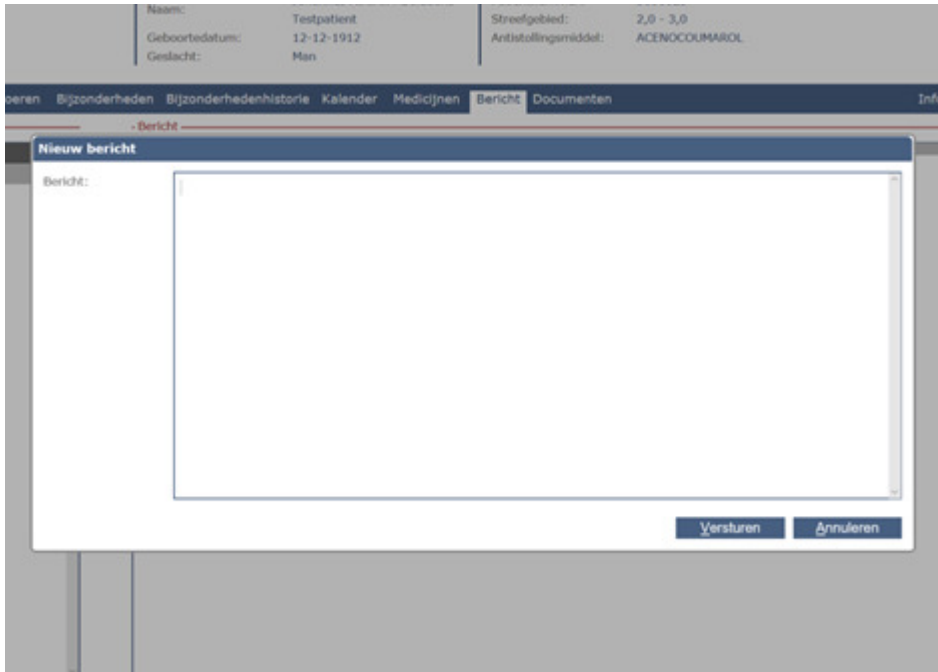 Naam:
Testpatient
Geboortedatum: 12-12-1912
Geslacht: Man
Streefgebied: 2,0 - 3,0
Antistollingsmiddel: ACENOCOUMAROL
Bijzonderheden Bijzonderhedenhistorie Kalender Medicijnen Bericht Documenten
Bericht
Nieuw bericht
Bericht:
Versturen Annuleren